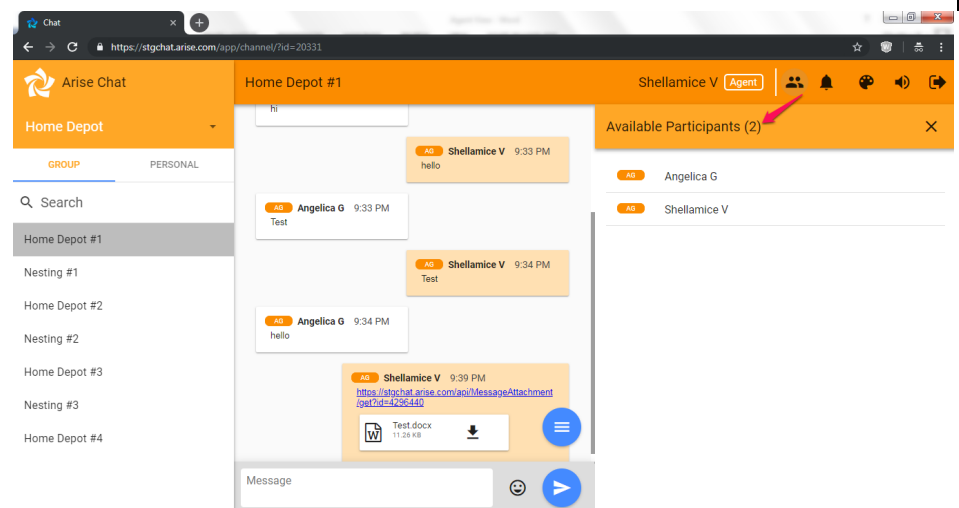 Chat
https://stgchat.arise.com/app/channel/?id=20331
Arise Chat
Home Depot #1
Shellamice V Agent
Home Depot
GROUP PERSONAL
Search
Home Depot #1
Nesting #1
Home Depot #2
Nesting #2
Home Depot #3
Nesting #3
Home Depot #4
hi
AG Shellamice V 9:33 PM
hello
AG Angelica G 9:33 PM
Test
AG Shellamice V 9:34 PM
Test
AG Angelica G 9:34 PM
hello
AG Shellamice V 9:39 PM
https://stgchat.arise.com/api/MessageAttachment
/get?id=4296440
W
Test.docx
11.26 KB
Message
Available Participants (2)
AG Angelica G
AG Shellamice V